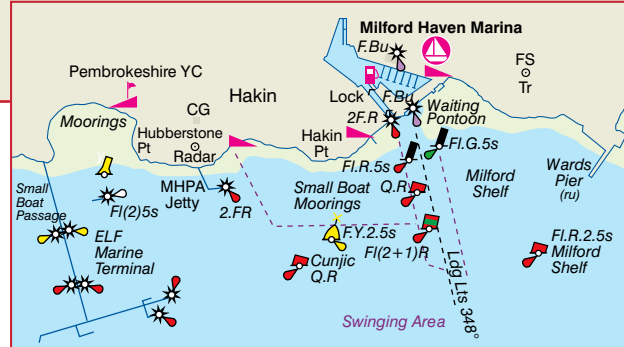 Milford Haven Marina
F.Bu
FS
Tr
Pembrokeshire YC
CG
Hakin
Lock
F.Bu
2F.R
Waiting
Pontoon
Moorings
Hubberstone
Pt
Radar
Hakin
Pt
Fl.G.5s
Fl.R.5s
Q.R
Milford
Shelf
Wards
Pier
(ru)
Small
Boat
Passage
Fl(2)5s
MHPA
Jetty
2.FR
Small Boat
Moorings
F.Y.2.5s
Fl(2+1)R
ELF
Marine
Terminal
Cunjic
Q.R
Fl.R.2.5s
Milford
Shelf
Ldg Lts 348°
Swinging Area